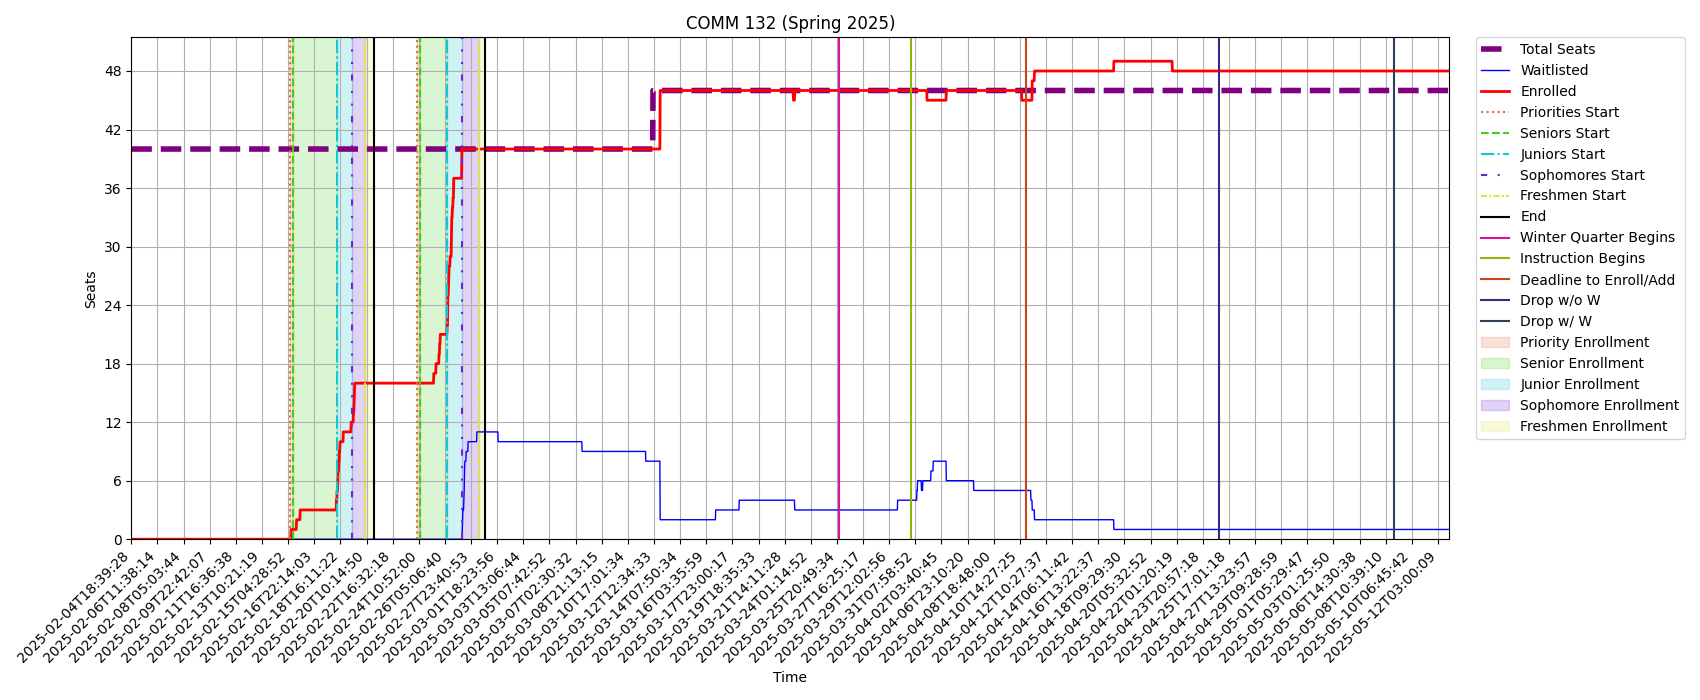 COMM 132 (Spring 2025)
Seats
48
42
36
30
24
18
12
6
0
2025-02-04T18:39:28
2025-02-06T11:38:14
2025-02-08T05:03:44
2025-02-09T22:42:07
2025-02-11T16:36:38
2025-02-13T10:21:19
2025-02-15T04:28:52
2025-02-16T22:14:03
2025-02-18T16:11:22
2025-02-20T10:14:50
2025-02-22T16:32:18
2025-02-24T10:52:00
2025-02-26T05:06:40
2025-02-27T23:40:53
2025-03-01T18:23:56
2025-03-03T13:06:44
2025-03-05T07:42:52
2025-03-07T02:30:32
2025-03-08T21:13:15
2025-03-10T17:01:34
2025-03-12T12:34:33
2025-03-14T07:50:34
2025-03-16T03:35:59
2025-03-17T23:00:17
2025-03-19T18:35:33
2025-03-21T14:11:28
2025-03-24T01:14:52
2025-03-25T20:49:34
2025-03-27T16:25:17
2025-03-29T12:02:56
2025-03-31T07:58:52
2025-04-02T03:40:45
2025-04-06T23:10:20
2025-04-08T18:48:00
2025-04-10T14:27:25
2025-04-12T10:27:37
2025-04-14T06:11:42
2025-04-16T13:22:37
2025-04-18T09:29:30
2025-04-20T05:32:52
2025-04-22T01:20:19
2025-04-23T20:57:18
2025-04-25T17:01:18
2025-04-27T13:23:57
2025-04-29T09:28:59
2025-05-01T05:29:47
2025-05-03T01:25:50
2025-05-06T14:30:38
2025-05-08T10:39:10
2025-05-10T06:45:42
2025-05-12T03:00:09
Time
Total Seats
Waitlisted
Enrolled
Priorities Start
Seniors Start
Juniors Start
Sophomores Start
Freshmen Start
End
Winter Quarter Begins
Instruction Begins
Deadline to Enroll/Add
Drop w/o W
Drop w/ W
Priority Enrollment
Senior Enrollment
Junior Enrollment
Sophomore Enrollment
Freshmen Enrollment